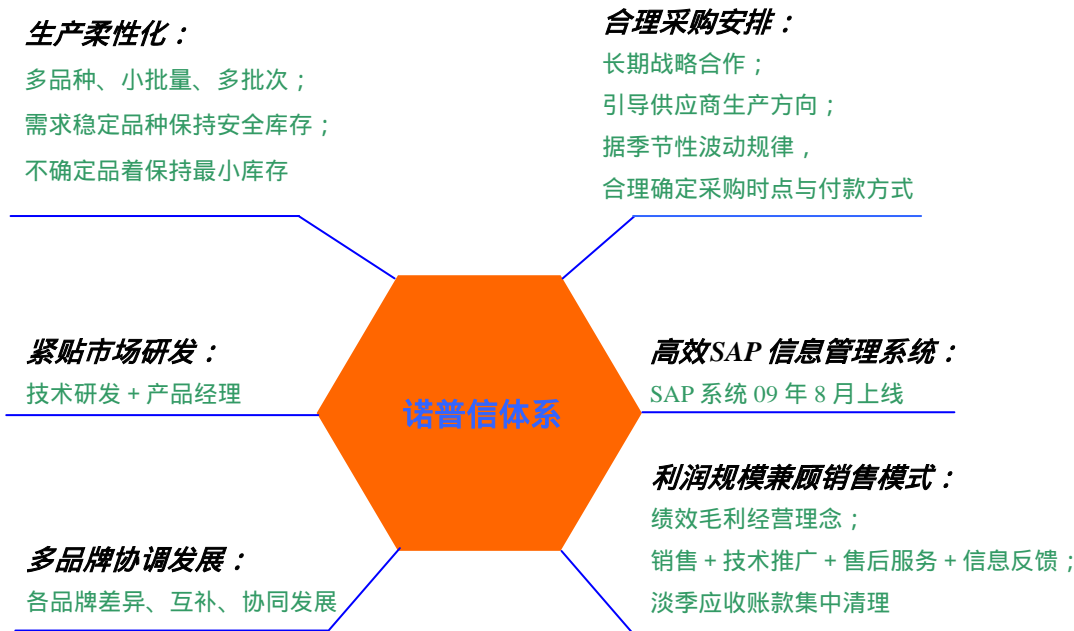 生产柔性化：
多品种、小批量、多批次；
需求稳定品种保持安全库存；
不确定品着保持最小库存
合理采购安排：
长期战略合作；
引导供应商生产方向；
据季节性波动规律，
合理确定采购时点与付款方式
紧贴市场研发：
技术研发+产品经理
诺普信体系
高效SAP 信息管理系统：
SAP 系统 09 年 8 月上线
多品牌协调发展：
各品牌差异、互补、协同发展
利润规模兼顾销售模式：
绩效毛利经营理念；
销售+技术推广+售后服务+信息反馈；
淡季应收账款集中清理